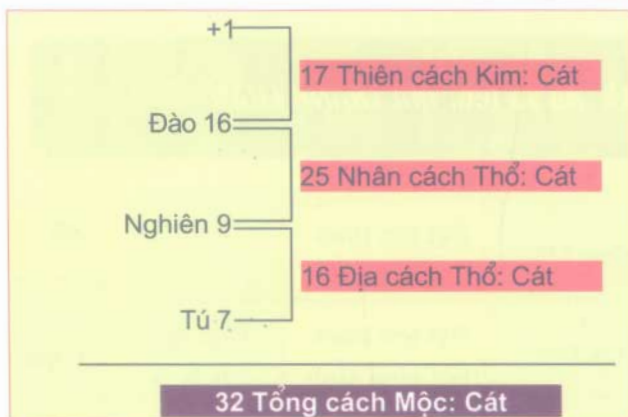 +1
17 Thiên cách Kim: Cát
Đào 16
25 Nhân cách Thổ: Cát
Nghiên 9
16 Địa cách Thổ: Cát
Tú 7
32 Tổng cách Mộc: Cát